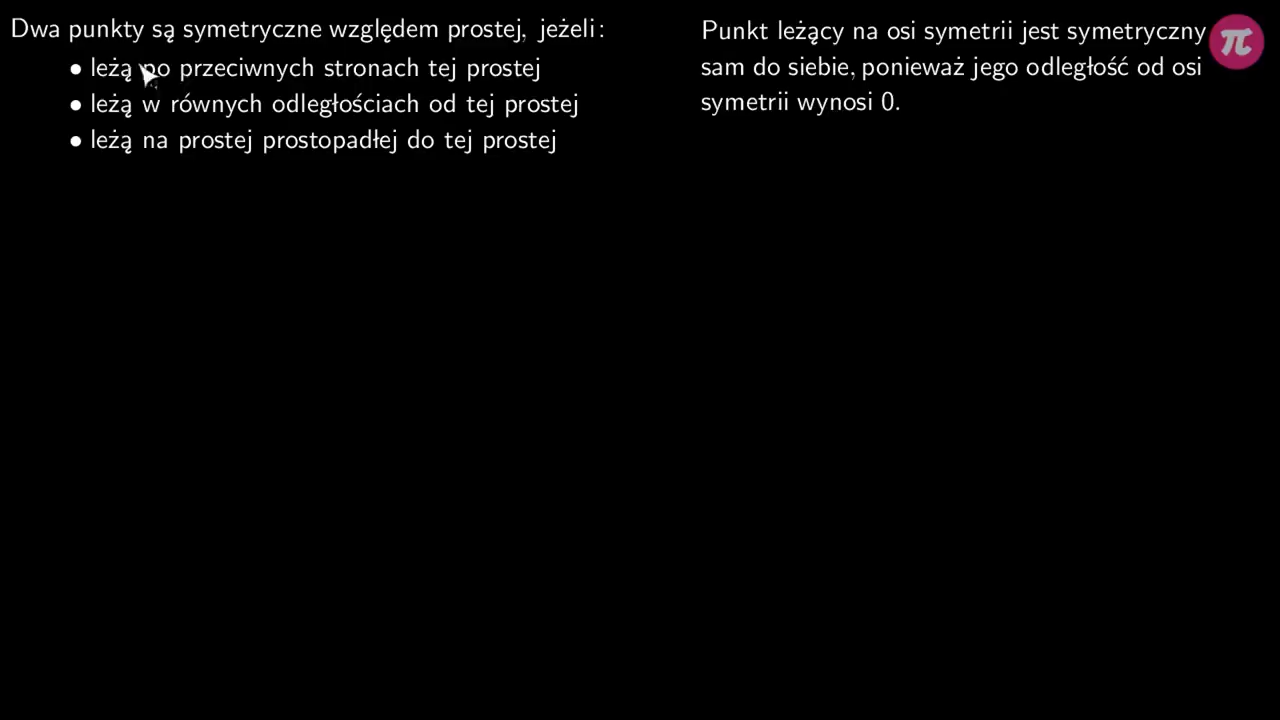 Dwa punkty są symetryczne względem prostej, jeżeli:
• leżą po przeciwnych stronach tej prostej
• leżą w równych odległościach od tej prostej
• leżą na prostej prostopadłej do tej prostej
Punkt leżący na osi symetrii jest symetryczny
sam do siebie, ponieważ jego odległość od osi
symetrii wynosi 0.
π